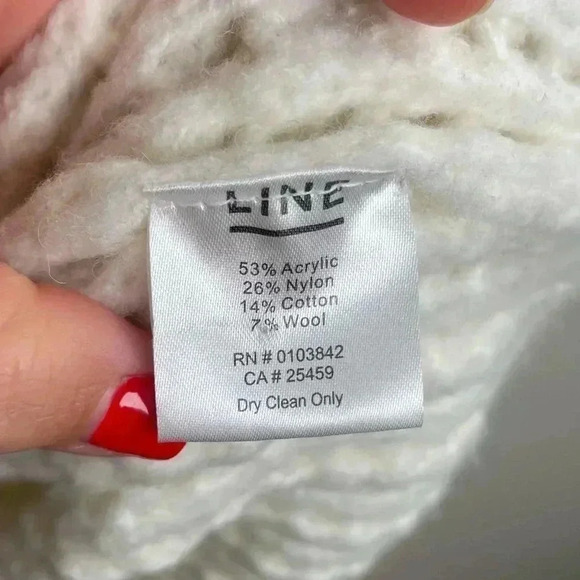 LINE
53% Acrylic
26% Nylon
14% Cotton
7% Wool
RN # 0103842
CA # 25459
Dry Clean Only